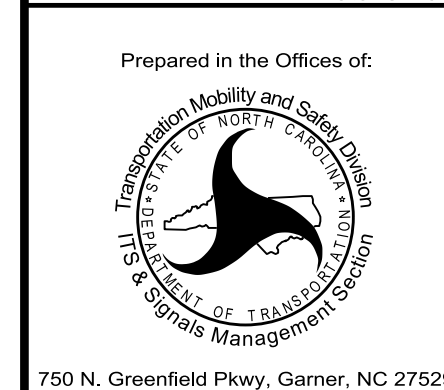 Prepared in the Offices of:
Transportation Mobility and Safety Division
STATE OF NORTH CAROLINA
DEPARTMENT OF TRANSPORTATION
ITS & Signals Management Section
750 N. Greenfield Pkwy, Garner, NC 27529